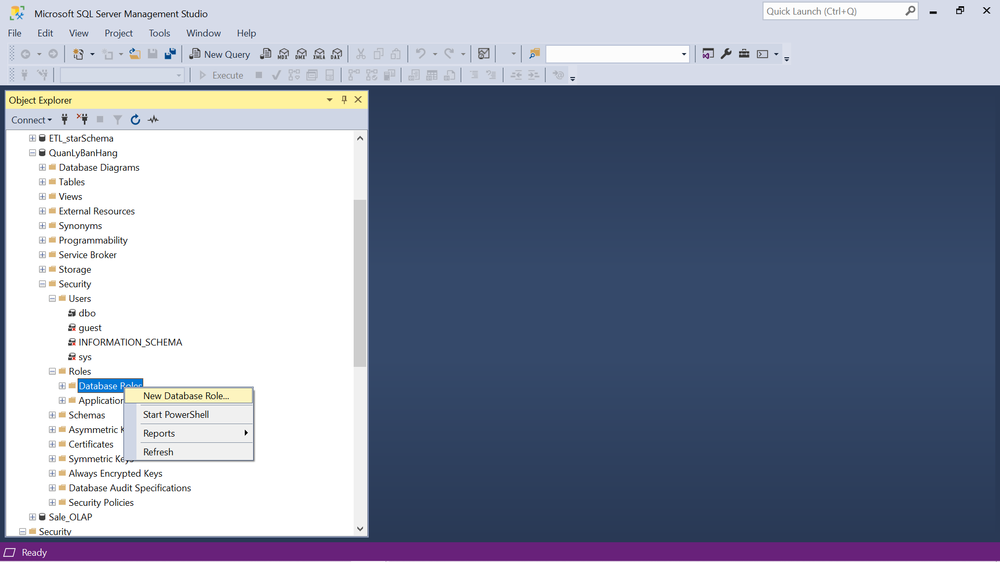 Microsoft SQL Server Management Studio
Quick Launch (Ctrl+Q)
File Edit View Project Tools Window Help
New Query MDX DMX XMLA DAX
Execute
Object Explorer
Connect
ETL_starSchema
QuanLyBanHang
Database Diagrams
Tables
Views
External Resources
Synonyms
Programmability
Service Broker
Storage
Security
Users
dbo
guest
INFORMATION_SCHEMA
sys
Roles
Database Roles
New Database Role...
Application
Start PowerShell
Schemas
Asymmetric K
Reports
Certificates
Refresh
Symmetric Keys
Always Encrypted Keys
Database Audit Specifications
Security Policies
Sale_OLAP
Security
Ready